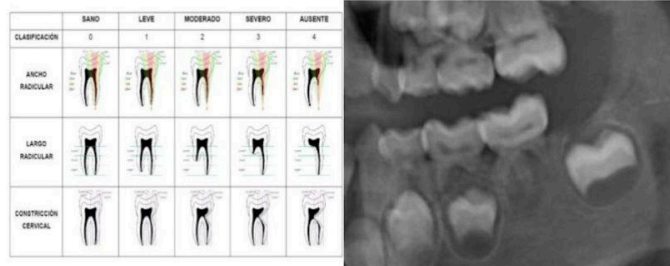 SANO LEVE MODERADO SEVERO AUSENTE
CLASIFICACIÓN 0 1 2 3 4
ANCHO
RADICULAR
LARGO
RADICULAR
CONSTRICCIÓN
CERVICAL